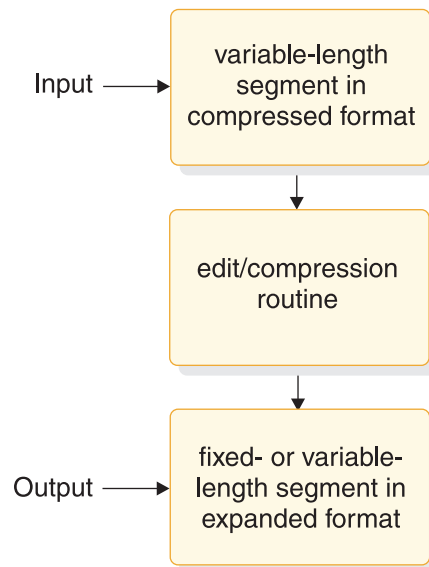 Input
variable-length
segment in
compressed format
edit/compression
routine
Output
fixed- or variable-
length segment in
expanded format